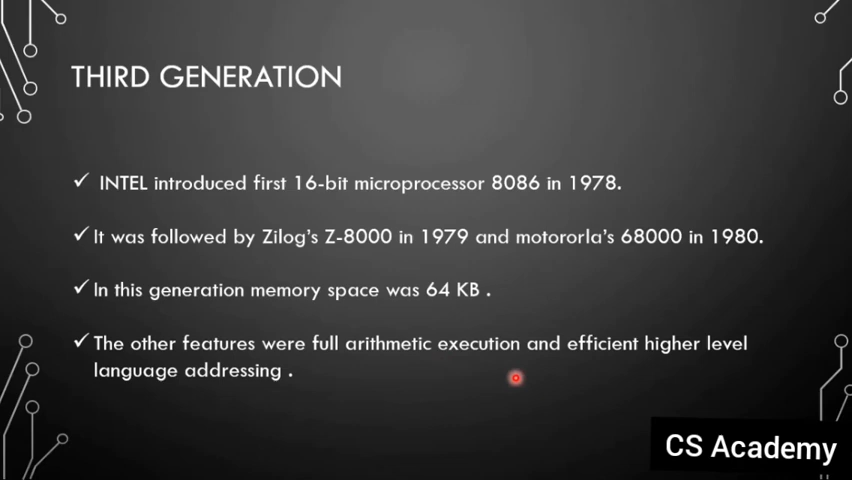 THIRD GENERATION
✓ INTEL introduced first 16-bit microprocessor 8086 in 1978.
✓ It was followed by Zilog's Z-8000 in 1979 and motororla's 68000 in 1980.
✓ In this generation memory space was 64 KB .
✓ The other features were full arithmetic execution and efficient higher level
language addressing .
CS Academy